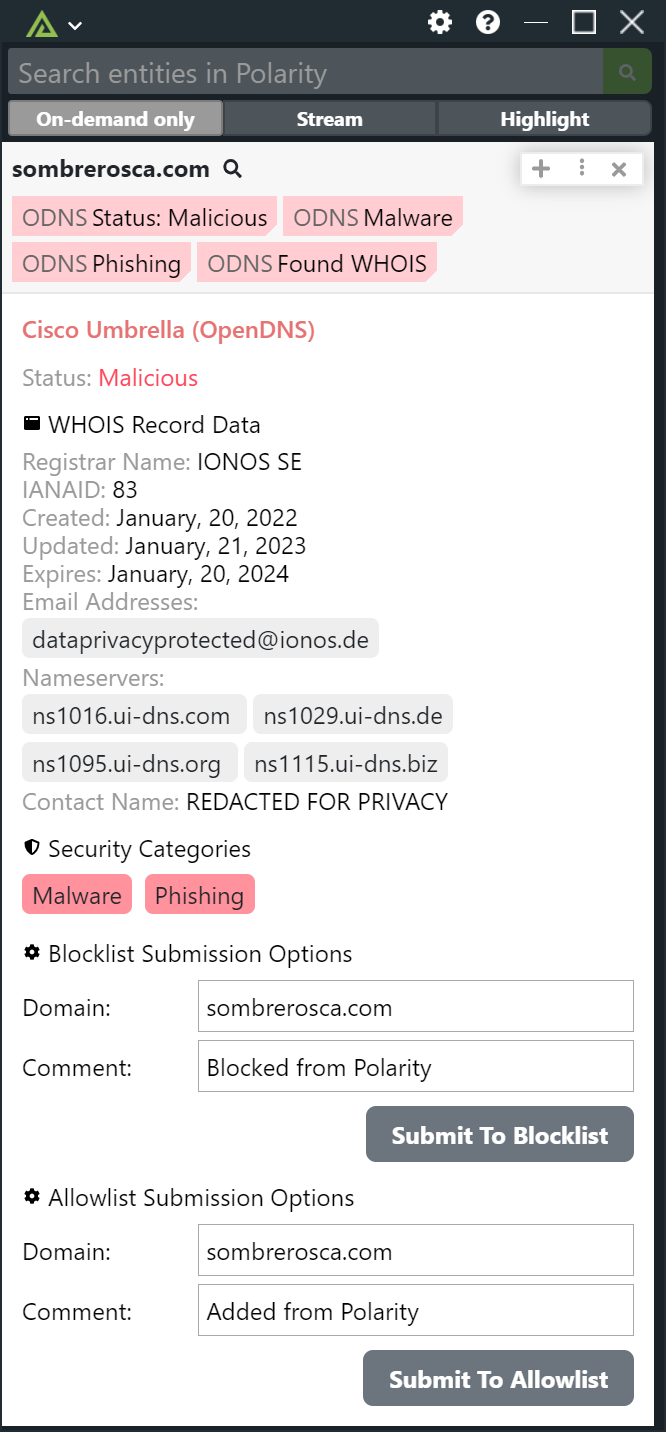 Search entities in Polarity
On-demand only Stream Highlight
sombrerosca.com
ODNS Status: Malicious ODNS Malware
ODNS Phishing ODNS Found WHOIS
Cisco Umbrella (OpenDNS)
Status: Malicious
WHOIS Record Data
Registrar Name: IONOS SE
IANAID: 83
Created: January, 20, 2022
Updated: January, 21, 2023
Expires: January, 20, 2024
Email Addresses:
dataprivacyprotected@ionos.de
Nameservers:
ns1016.ui-dns.com ns1029.ui-dns.de
ns1095.ui-dns.org ns1115.ui-dns.biz
Contact Name: REDACTED FOR PRIVACY
Security Categories
Malware Phishing
Blocklist Submission Options
Domain: sombrerosca.com
Comment: Blocked from Polarity
Submit To Blocklist
Allowlist Submission Options
Domain: sombrerosca.com
Comment: Added from Polarity
Submit To Allowlist